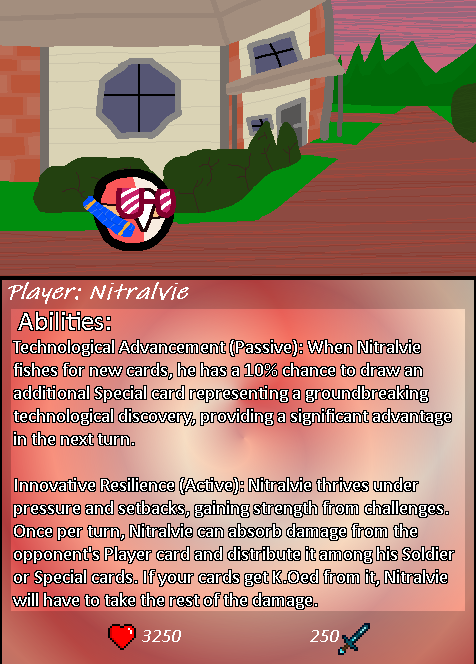 Player: Nitralvie
Abilities:
Technological Advancement (Passive): When Nitralvie
fishes for new cards, he has a 10% chance to draw an
additional Special card representing a groundbreaking
technological discovery, providing a significant advantage
in the next turn.
Innovative Resilience (Active): Nitralvie thrives under
pressure and setbacks, gaining strength from challenges.
Once per turn, Nitralvie can absorb damage from the
opponent's Player card and distribute it among his Soldier
or Special cards. If your cards get K.Oed from it, Nitralvie
will have to take the rest of the damage.
3250 250